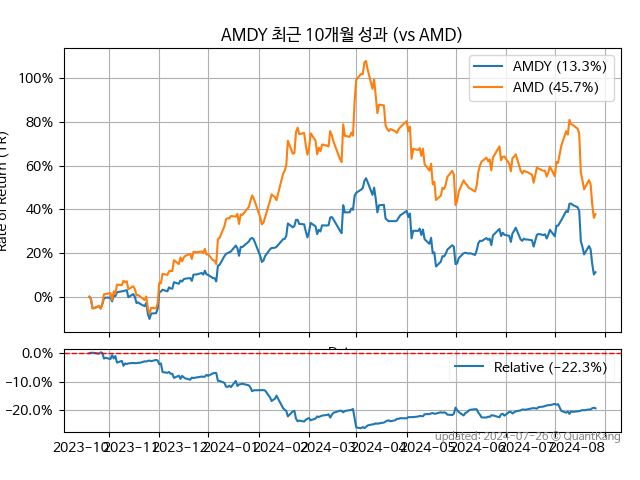 AMDY 최근 10개월 성과 (vs AMD)
Rate of Return (TR)
100%
80%
60%
40%
20%
0%
AMDY (13.3%)
AMD (45.7%)
0.0%
−10.0%
−20.0%
Relative (−22.3%)
updated: 2024-07-26 © QuantKang
2023-10 2023-11 2023-12 2024-01 2024-02 2024-03 2024-04 2024-05 2024-06 2024-07 2024-08